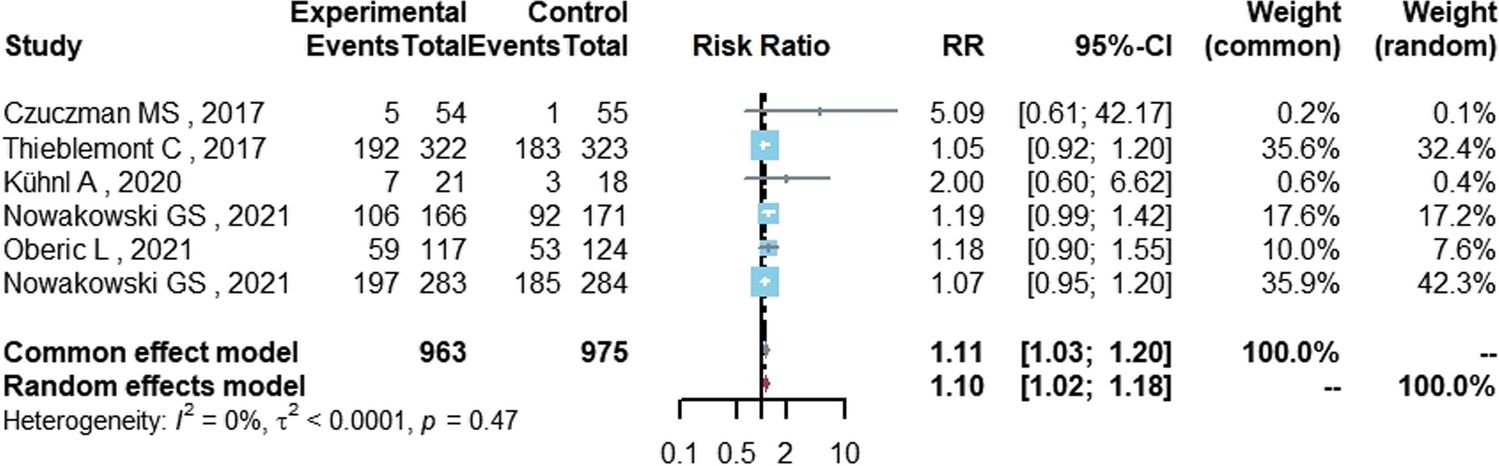 Experimental Control Weight Weight
Study Events Total Events Total Risk Ratio RR 95%-CI (common) (random)
Czuczman MS , 2017 5 54 1 55 5.09 [0.61; 42.17] 0.2% 0.1%
Thieblemont C , 2017 192 322 183 323 1.05 [0.92; 1.20] 35.6% 32.4%
Kühnl A , 2020 7 21 3 18 2.00 [0.60; 6.62] 0.6% 0.4%
Nowakowski GS , 2021 106 166 92 171 1.19 [0.99; 1.42] 17.6% 17.2%
Oberic L , 2021 59 117 53 124 1.18 [0.90; 1.55] 10.0% 7.6%
Nowakowski GS , 2021 197 283 185 284 1.07 [0.95; 1.20] 35.9% 42.3%
Common effect model 963 975 1.11 [1.03; 1.20] 100.0% --
Random effects model 1.10 [1.02; 1.18] -- 100.0%
Heterogeneity: I² = 0%, τ² < 0.0001, p = 0.47
0.1 0.5 2 10